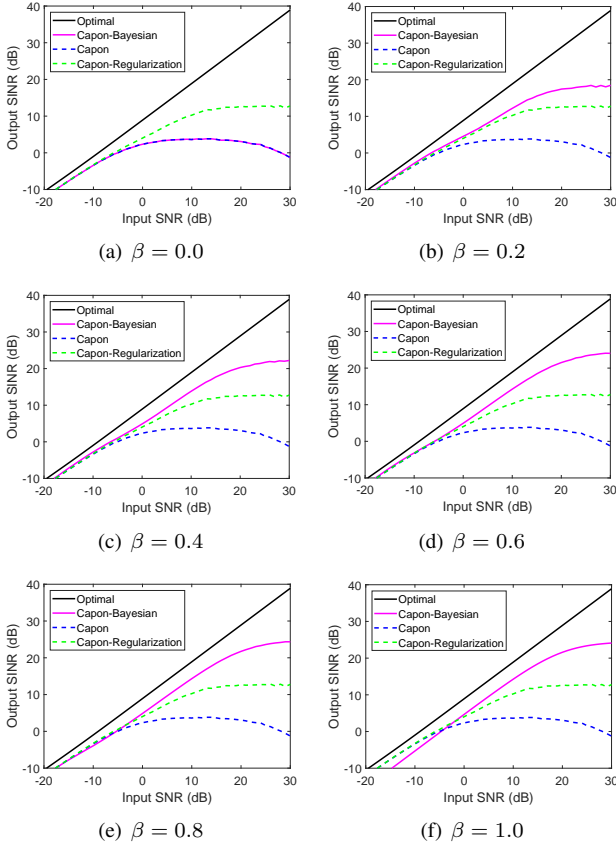 40
30
20
10
0
-10
Output SINR (dB)
Optimal
Capon-Bayesian
Capon
Capon-Regularization
-20 -10 0 10 20 30
Input SNR (dB)
(a) β = 0.0
40
30
20
10
0
-10
Output SINR (dB)
Optimal
Capon-Bayesian
Capon
Capon-Regularization
-20 -10 0 10 20 30
Input SNR (dB)
(b) β = 0.2
40
30
20
10
0
-10
Output SINR (dB)
Optimal
Capon-Bayesian
Capon
Capon-Regularization
-20 -10 0 10 20 30
Input SNR (dB)
(c) β = 0.4
40
30
20
10
0
-10
Output SINR (dB)
Optimal
Capon-Bayesian
Capon
Capon-Regularization
-20 -10 0 10 20 30
Input SNR (dB)
(d) β = 0.6
40
30
20
10
0
-10
Output SINR (dB)
Optimal
Capon-Bayesian
Capon
Capon-Regularization
-20 -10 0 10 20 30
Input SNR (dB)
(e) β = 0.8
40
30
20
10
0
-10
Output SINR (dB)
Optimal
Capon-Bayesian
Capon
Capon-Regularization
-20 -10 0 10 20 30
Input SNR (dB)
(f) β = 1.0